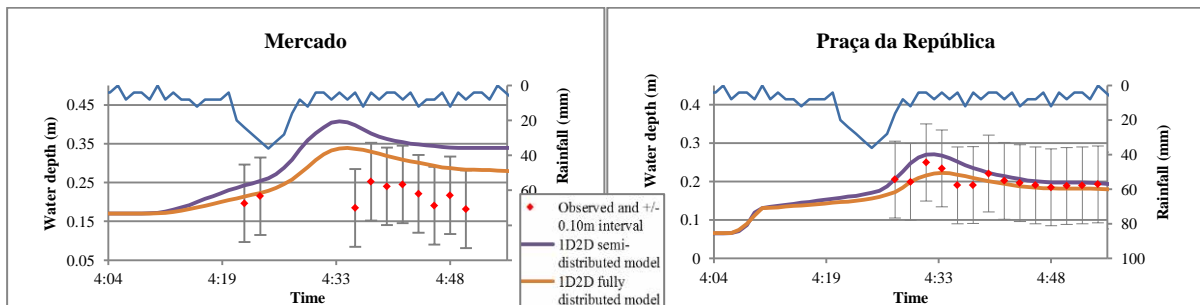 Mercado
Water depth (m)
0.45
0.35
0.25
0.15
0.05
4:04
4:19
4:33
4:48
Time
0
20
40
60
Rainfall (mm)
Observed and +/-
0.10m interval
1D2D semi-
distributed model
1D2D fully
distributed model
Praça da República
Water depth (m)
0.4
0.3
0.2
0.1
0
4:04
4:19
4:33
4:48
Time
0
20
40
60
80
100
Rainfall (mm)